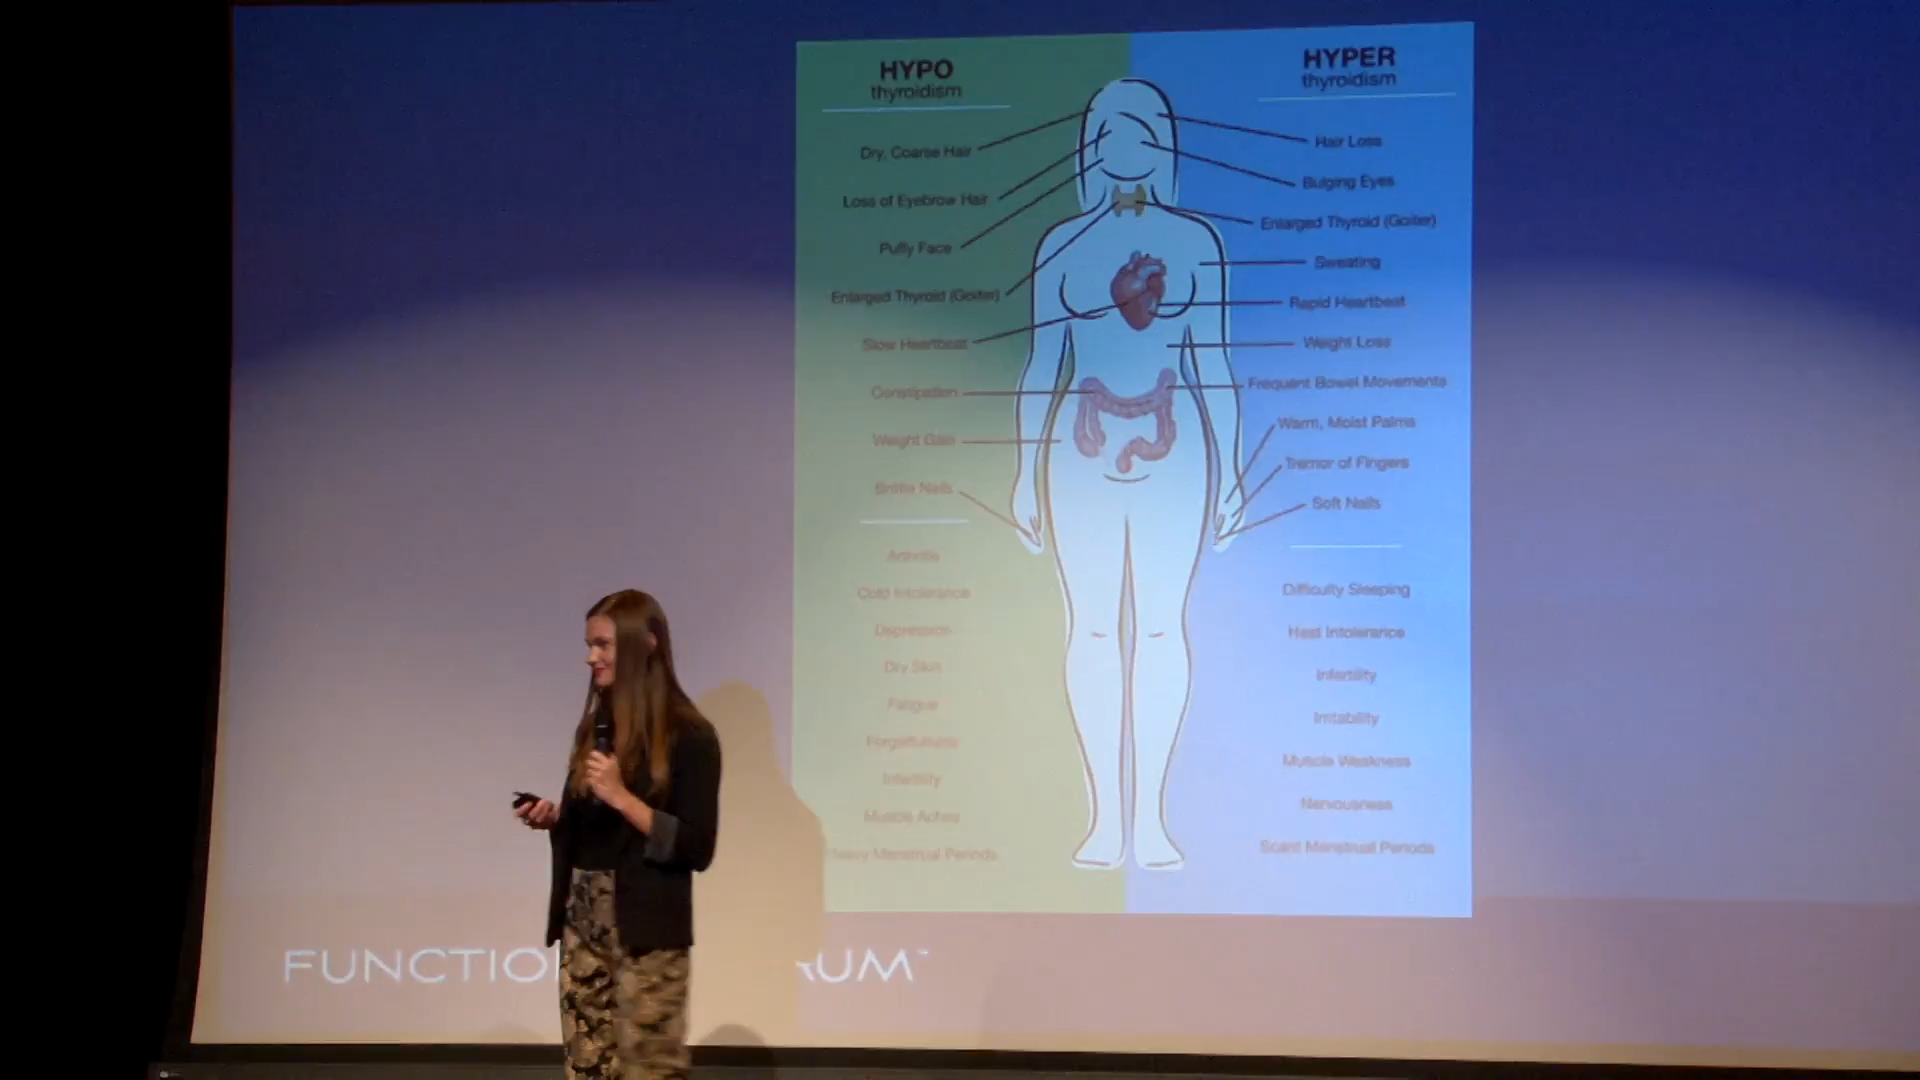 HYPO
thyroidism
Dry, Coarse Hair
Loss of Eyebrow Hair
Puffy Face
Enlarged Thyroid (Goiter)
Slow Heartbeat
Constipation
Weight Gain
Brittle Nails
Arthritis
Cold Intolerance
Depression
Dry Skin
Fatigue
Forgetfulness
Infertility
Muscle Aches
Heavy Menstrual Periods
HYPER
thyroidism
Hair Loss
Bulging Eyes
Enlarged Thyroid (Goiter)
Sweating
Rapid Heartbeat
Weight Loss
Frequent Bowel Movements
Warm, Moist Palms
Tremor of Fingers
Soft Nails
Difficulty Sleeping
Heat Intolerance
Infertility
Irritability
Muscle Weakness
Nervousness
Scant Menstrual Periods